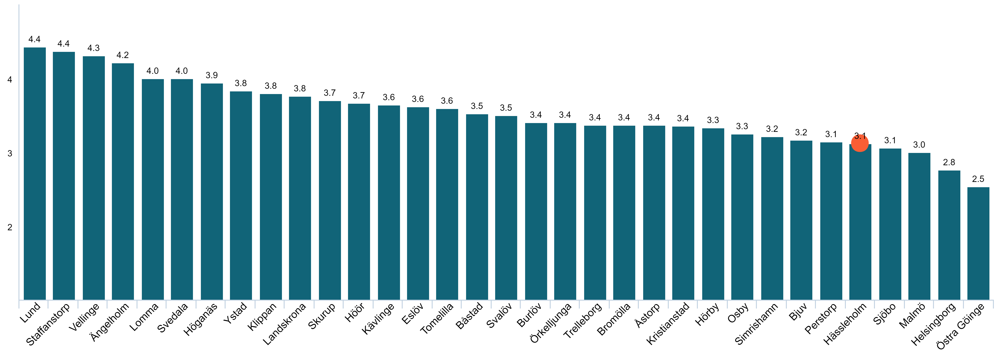 4.4
4.4
4.3
4.2
4.0
4.0
3.9
3.8
3.8
3.8
3.7
3.7
3.6
3.6
3.6
3.5
3.5
3.4
3.4
3.4
3.4
3.4
3.4
3.3
3.3
3.2
3.2
3.1
3.1
3.1
3.0
2.8
2.5
4
3
2
Lund
Staffanstorp
Vellinge
Ängelholm
Lomma
Svedala
Höganäs
Ystad
Klippan
Landskrona
Skurup
Höör
Kävlinge
Eslöv
Tomelilla
Båstad
Svalöv
Burlöv
Örkelljunga
Trelleborg
Bromölla
Åstorp
Kristianstad
Hörby
Osby
Simrishamn
Bjuv
Perstorp
Hässleholm
Sjöbo
Malmö
Helsingborg
Östra Göinge